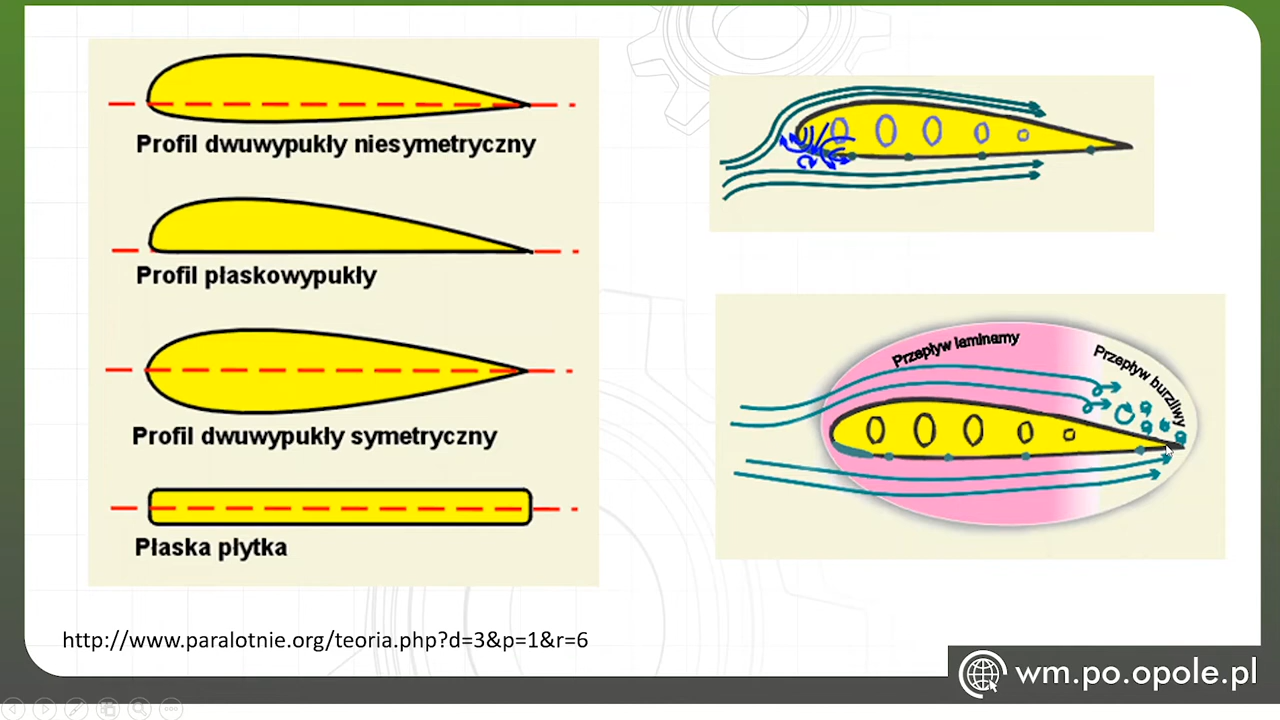 Profil dwuwypukły niesymetryczny
Profil płaskowypukły
Profil dwuwypukły symetryczny
Płaska płytka
Przepływ laminarny
Przepływ burzliwy
http://www.paralotnie.org/teoria.php?d=3&p=1&r=6
wm.po.opole.pl